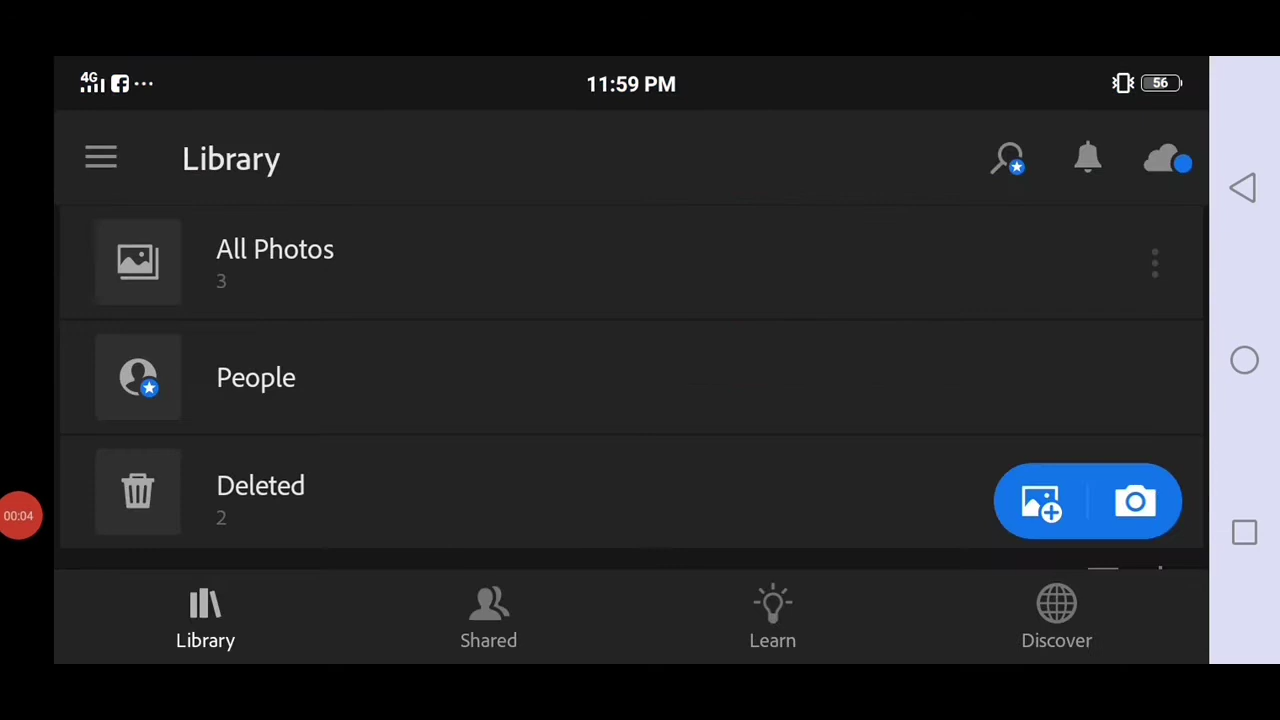 4G f ... 11:59 PM 56
Library
All Photos
3
People
Deleted
2
00:04
Library Shared Learn Discover